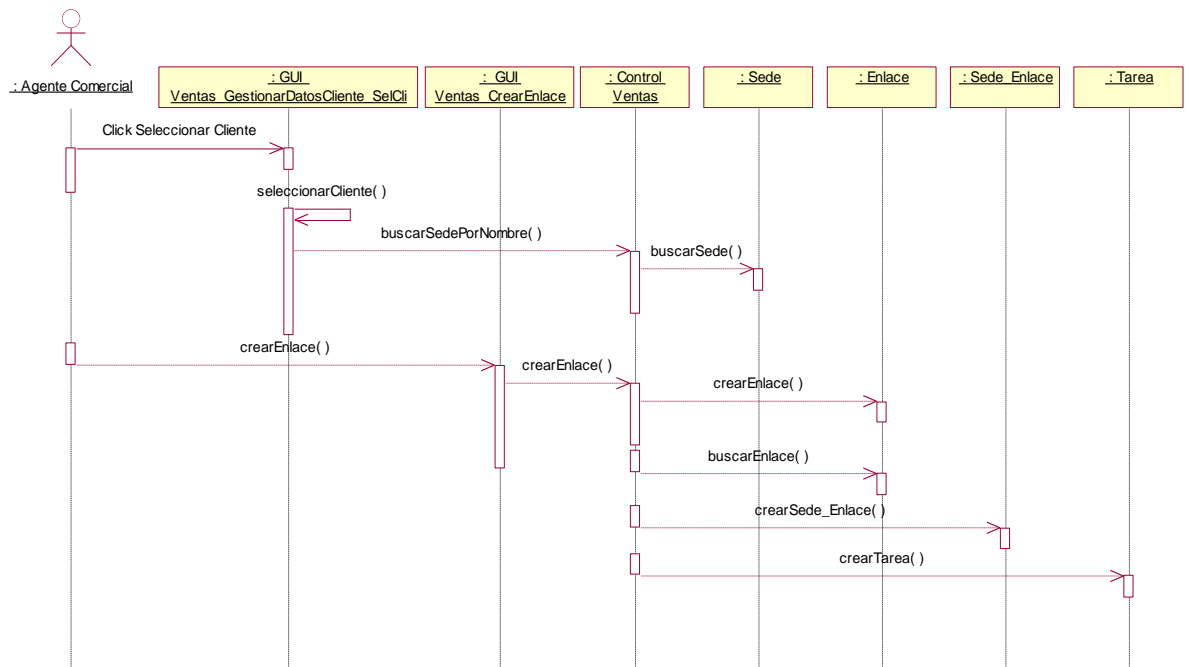 : Agente Comercial
: GUI
Ventas_GestionarDatosCliente_SelCli
: GUI
Ventas_CrearEnlace
: Control
Ventas
: Sede
: Enlace
: Sede_Enlace
: Tarea
Click Seleccionar Cliente
seleccionarCliente( )
buscarSedePorNombre( )
buscarSede( )
crearEnlace( )
crearEnlace( )
crearEnlace( )
buscarEnlace( )
crearSede_Enlace( )
crearTarea( )